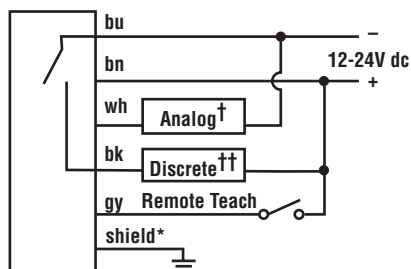 bu
–
12-24V dc
bn
+
wh
Analog†
bk
Discrete††
gy
Remote Teach
shield*